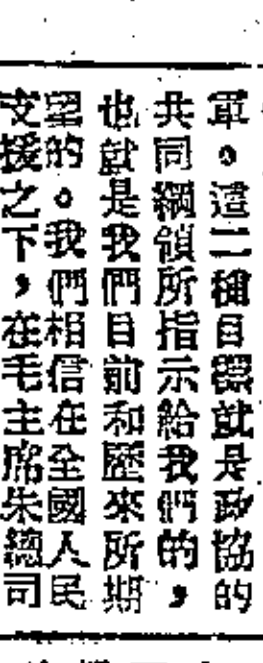 軍。這二種目標就是政協的
共同綱領所指示給我們的，
也就是我們目前和歷來所期
望的。我們相信在全國人民
支援之下，在毛主席朱總司